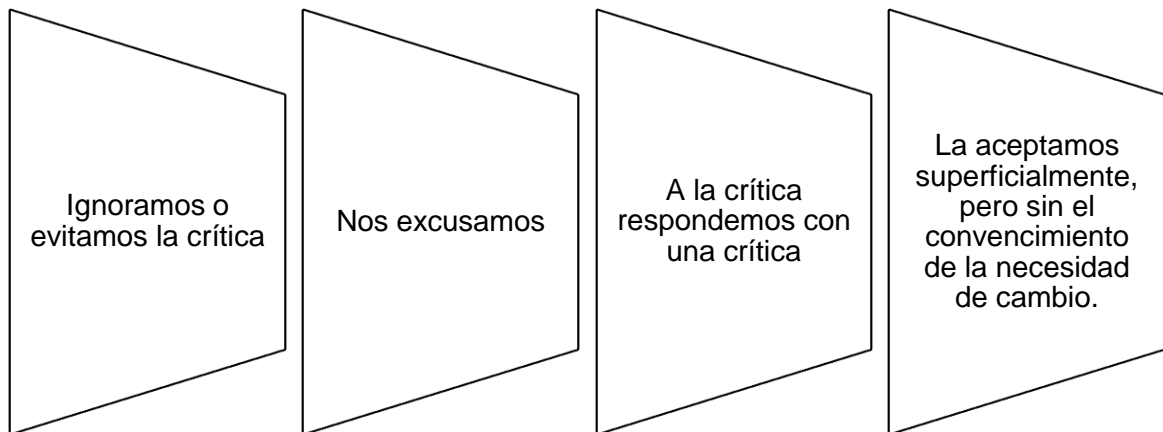 Ignoramos o
evitamos la crítica
Nos excusamos
A la crítica
respondemos con
una crítica
La aceptamos
superficialmente,
pero sin el
convencimiento
de la necesidad
de cambio.